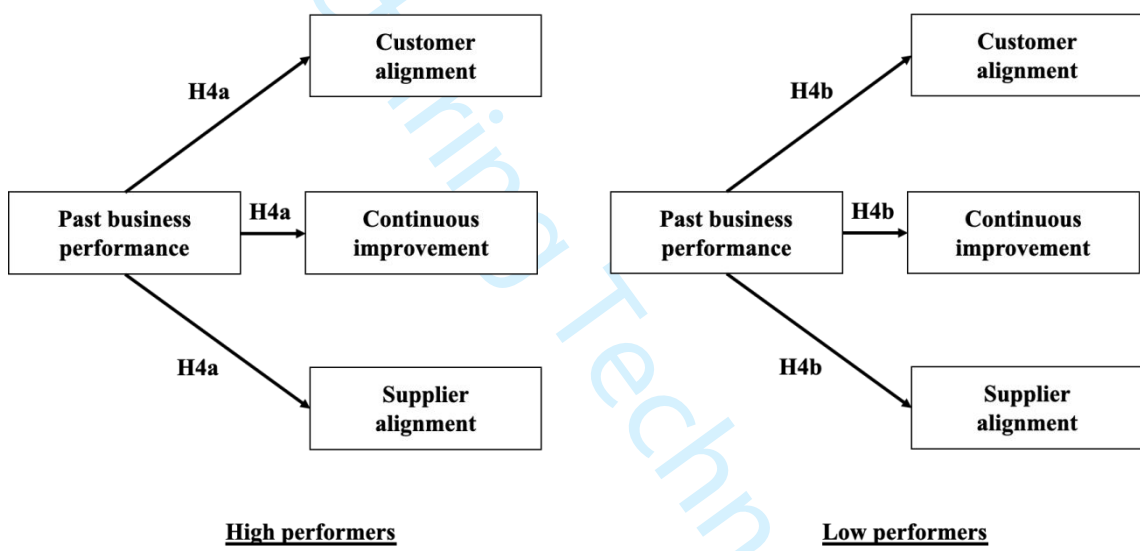 Customer
alignment
H4a
Past business
performance
H4a
Continuous
improvement
H4a
Supplier
alignment
High performers
Customer
alignment
H4b
Past business
performance
H4b
Continuous
improvement
H4b
Supplier
alignment
Low performers